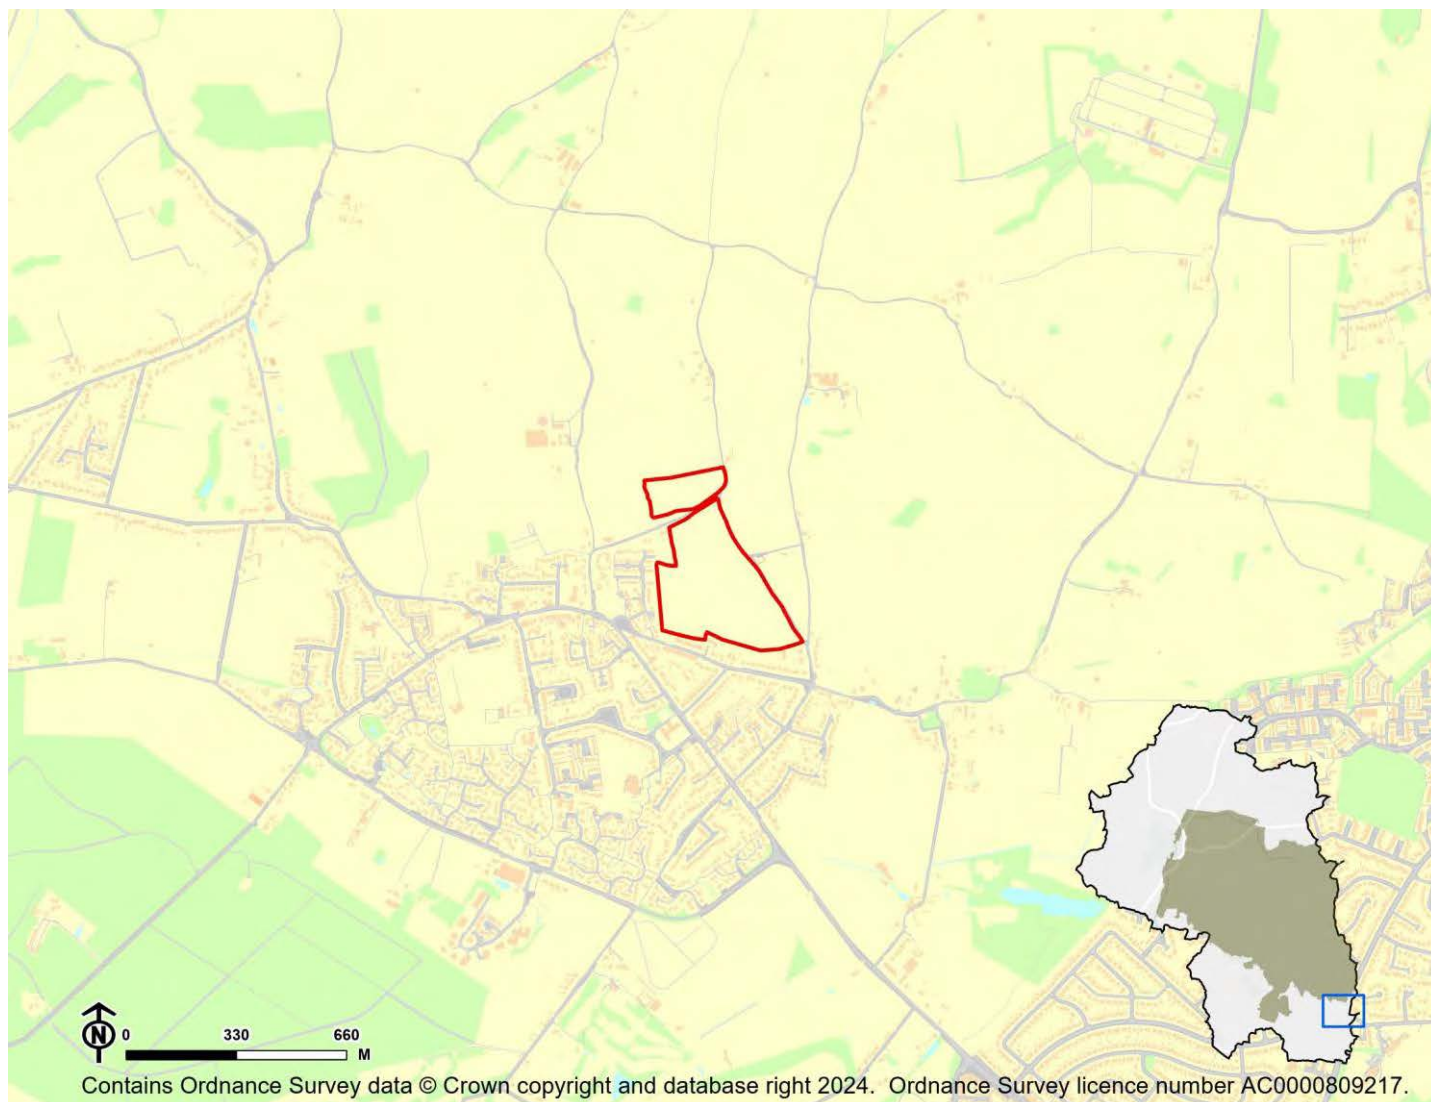 N
0 330 660
M
Contains Ordnance Survey data © Crown copyright and database right 2024. Ordnance Survey licence number AC0000809217.